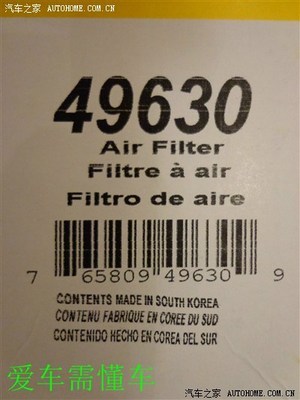 汽车之家 AUTOHOME.COM.CN
49630
Air Filter
Filtre à air
Filtro de aire
7 65809 49630 9
CONTENTS MADE IN SOUTH KOREA
CONTENU FABRIQUE EN COREE DU SUD
CONTENIDO HECHO EN COREA DEL SUR
爱车需懂车
汽车之家 AUTOHOME.COM.CN